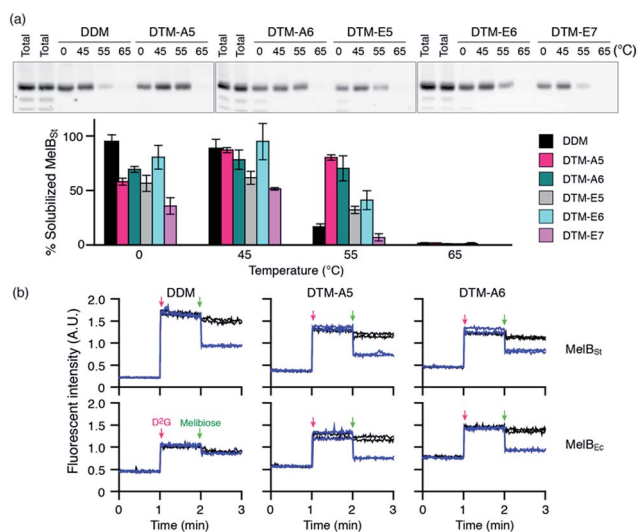 (a)
DDM DTM-A5 DTM-A6 DTM-E5 DTM-E6 DTM-E7
Total Total 0 45 55 65 0 45 55 65 Total Total 0 45 55 65 0 45 55 65 Total Total 0 45 55 65 0 45 55 65 (°C)
% Solubilized MelBSt
100
50
0
0 45 55 65
Temperature (°C)
DDM
DTM-A5
DTM-A6
DTM-E5
DTM-E6
DTM-E7
(b)
DDM DTM-A5 DTM-A6
Fluorescent intensity (A.U.)
2.0
1.5
1.0
0.5
0.0
MelBSt
2.0
1.5
1.0
0.5
0.0
D²G Melibiose
MelBEc
0 1 2 3 0 1 2 3 0 1 2 3
Time (min) Time (min) Time (min)